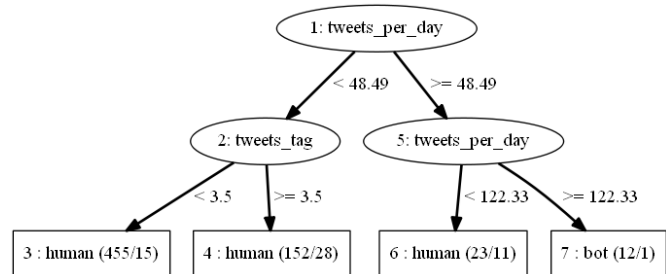 1: tweets_per_day
< 48.49
>= 48.49
2: tweets_tag
5: tweets_per_day
< 3.5
>= 3.5
< 122.33
>= 122.33
3 : human (455/15)
4 : human (152/28)
6 : human (23/11)
7 : bot (12/1)